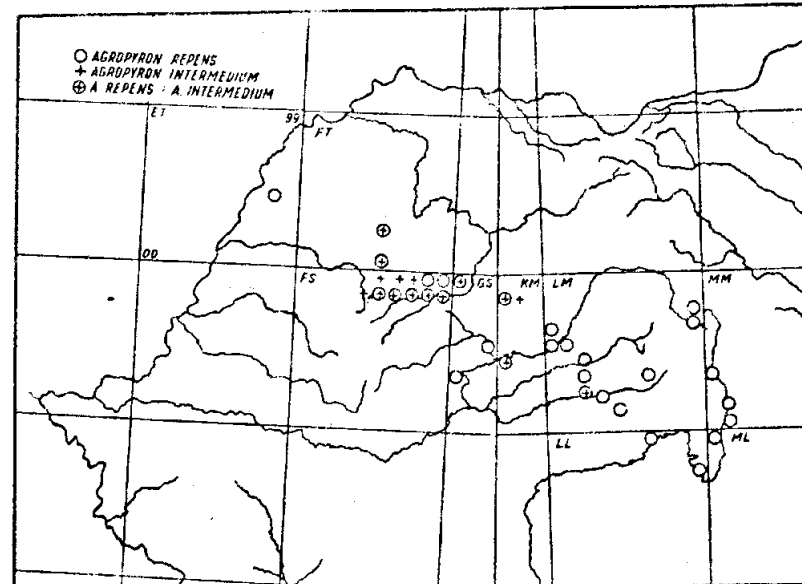 AGROPYRON REPENS
AGROPYRON INTERMEDIUM
A REPENS : A. INTERMEDIUM
ET
99
FT
00
FS
GS
KM
LM
MM
LL
ML